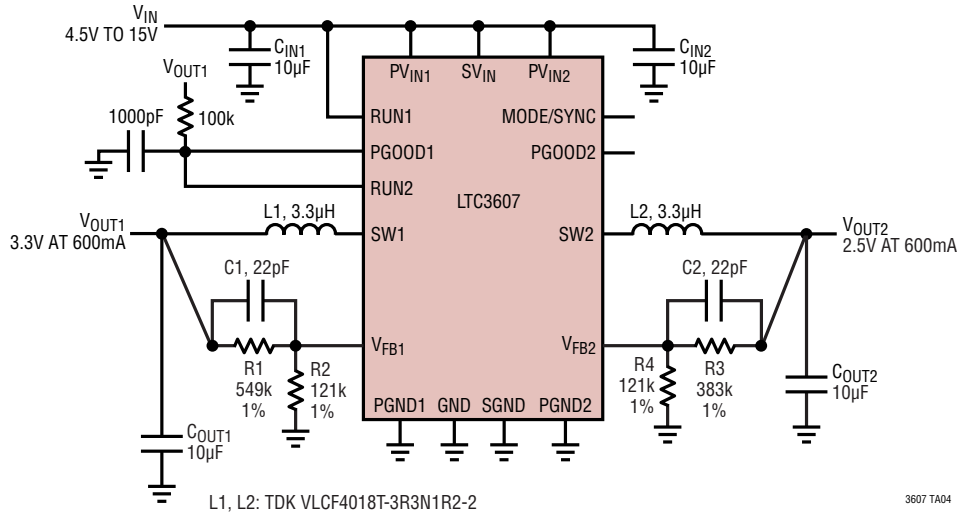 VIN
4.5V TO 15V
CIN1
10µF
CIN2
10µF
VOUT1
1000pF
100k
PVIN1
SVIN
PVIN2
RUN1
MODE/SYNC
PGOOD1
PGOOD2
RUN2
LTC3607
VOUT1
3.3V AT 600mA
L1, 3.3µH
SW1
SW2
L2, 3.3µH
VOUT2
2.5V AT 600mA
C1, 22pF
C2, 22pF
VFB1
VFB2
R1
549k
1%
R2
121k
1%
R4
121k
1%
R3
383k
1%
COUT2
10µF
PGND1
GND
SGND
PGND2
COUT1
10µF
L1, L2: TDK VLCF4018T-3R3N1R2-2
3607 TA04